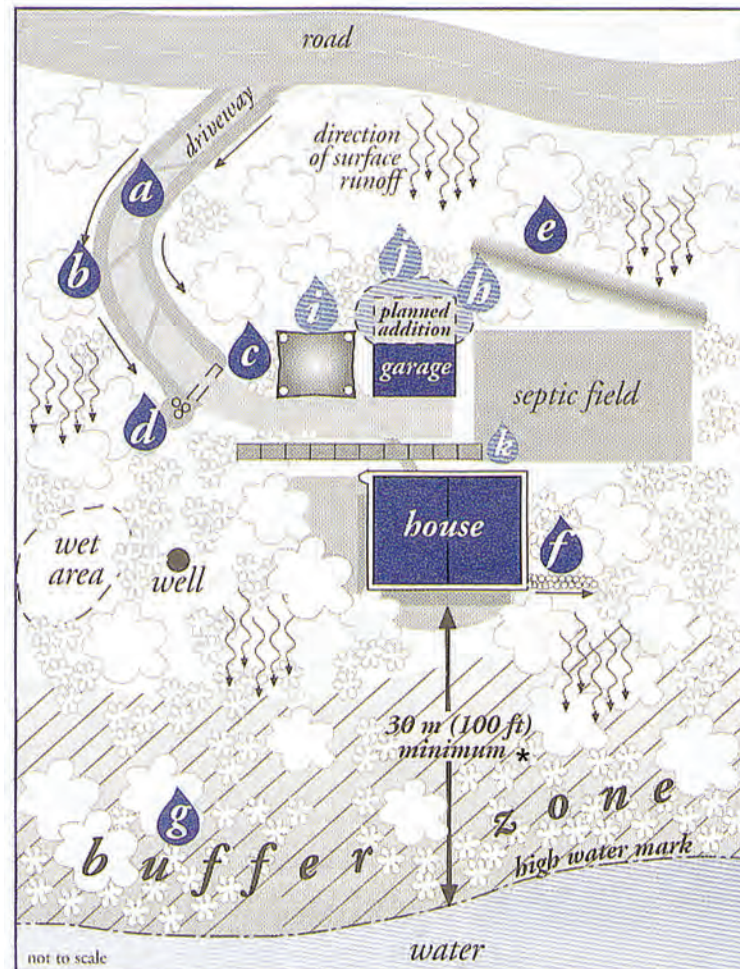 road
driveway
direction
of surface
runoff
a
e
b
j
h
i
planned
addition
c
garage
septic field
d
k
house
f
wet
area
well
30 m (100 ft)
minimum *
g
buffer
zone
high water mark
not to scale
water